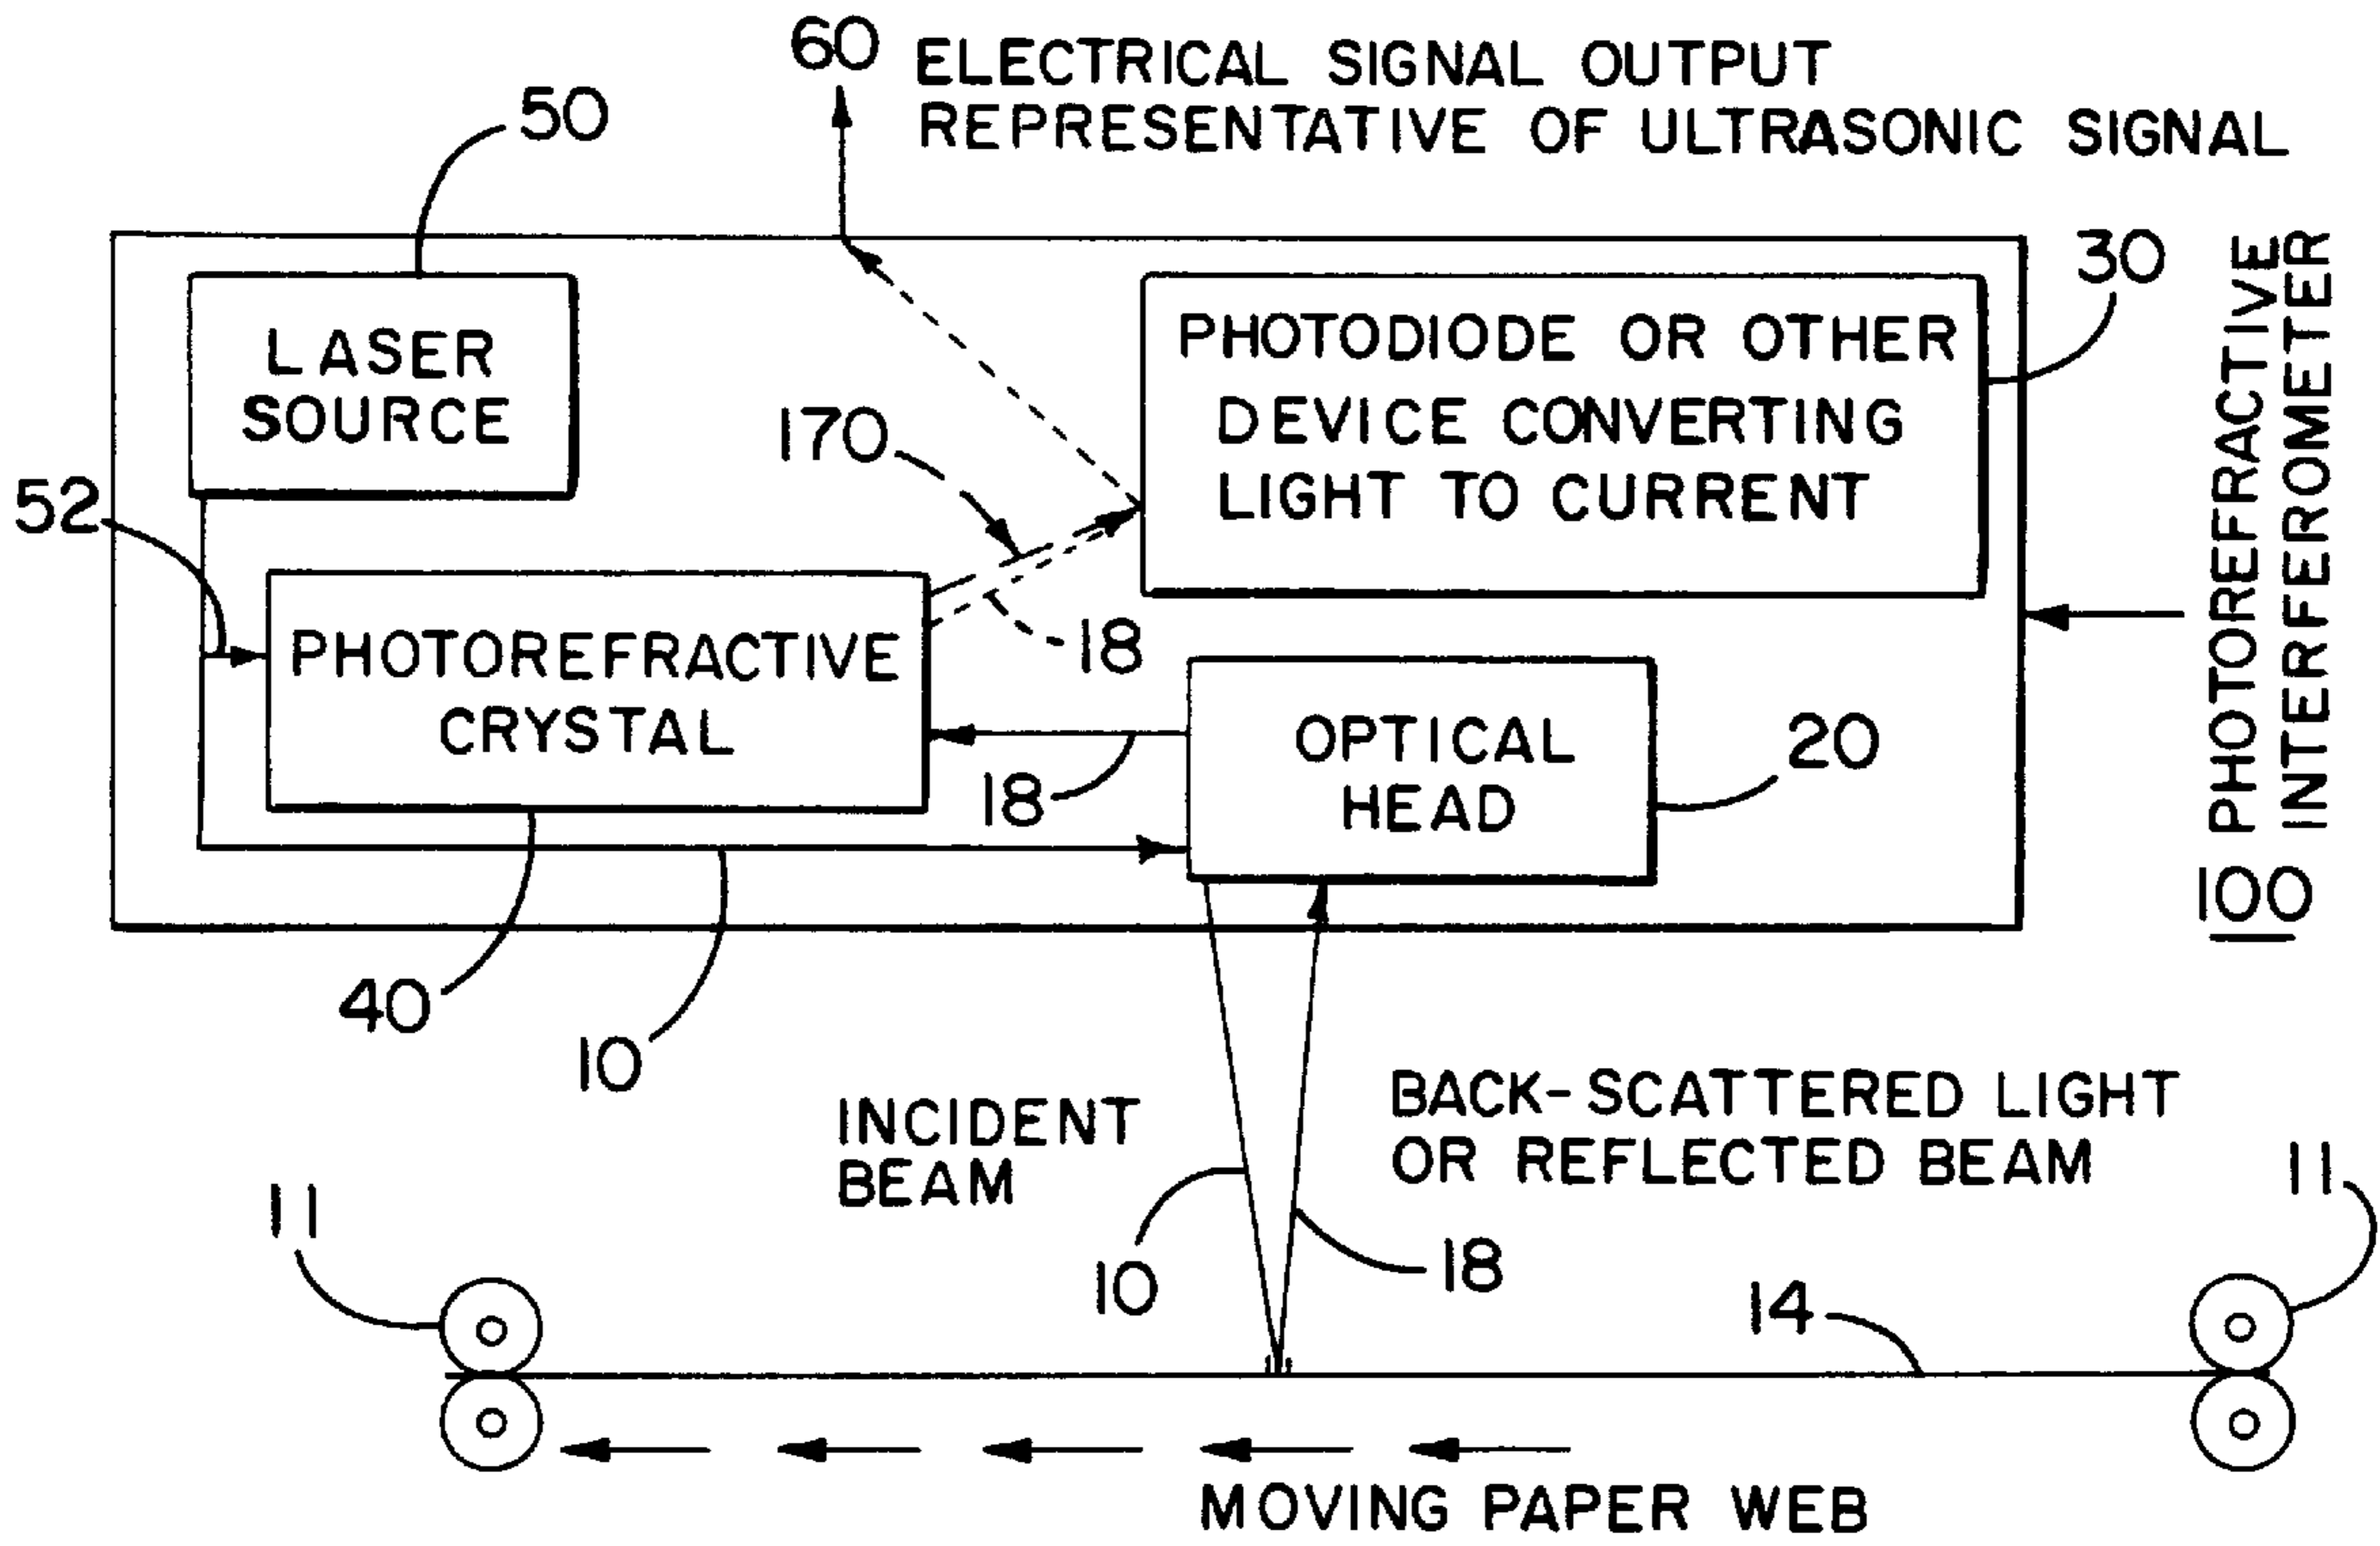 60 ELECTRICAL SIGNAL OUTPUT
REPRESENTATIVE OF ULTRASONIC SIGNAL
50
30
LASER
SOURCE
PHOTODIODE OR OTHER
DEVICE CONVERTING
LIGHT TO CURRENT
170
52
18
PHOTOREFRACTIVE
CRYSTAL
18
OPTICAL
HEAD
20
100 PHOTOREFRACTIVE
INTERFEROMETER
40
10
INCIDENT
BEAM
BACK-SCATTERED LIGHT
OR REFLECTED BEAM
11
11
10
18
14
MOVING PAPER WEB